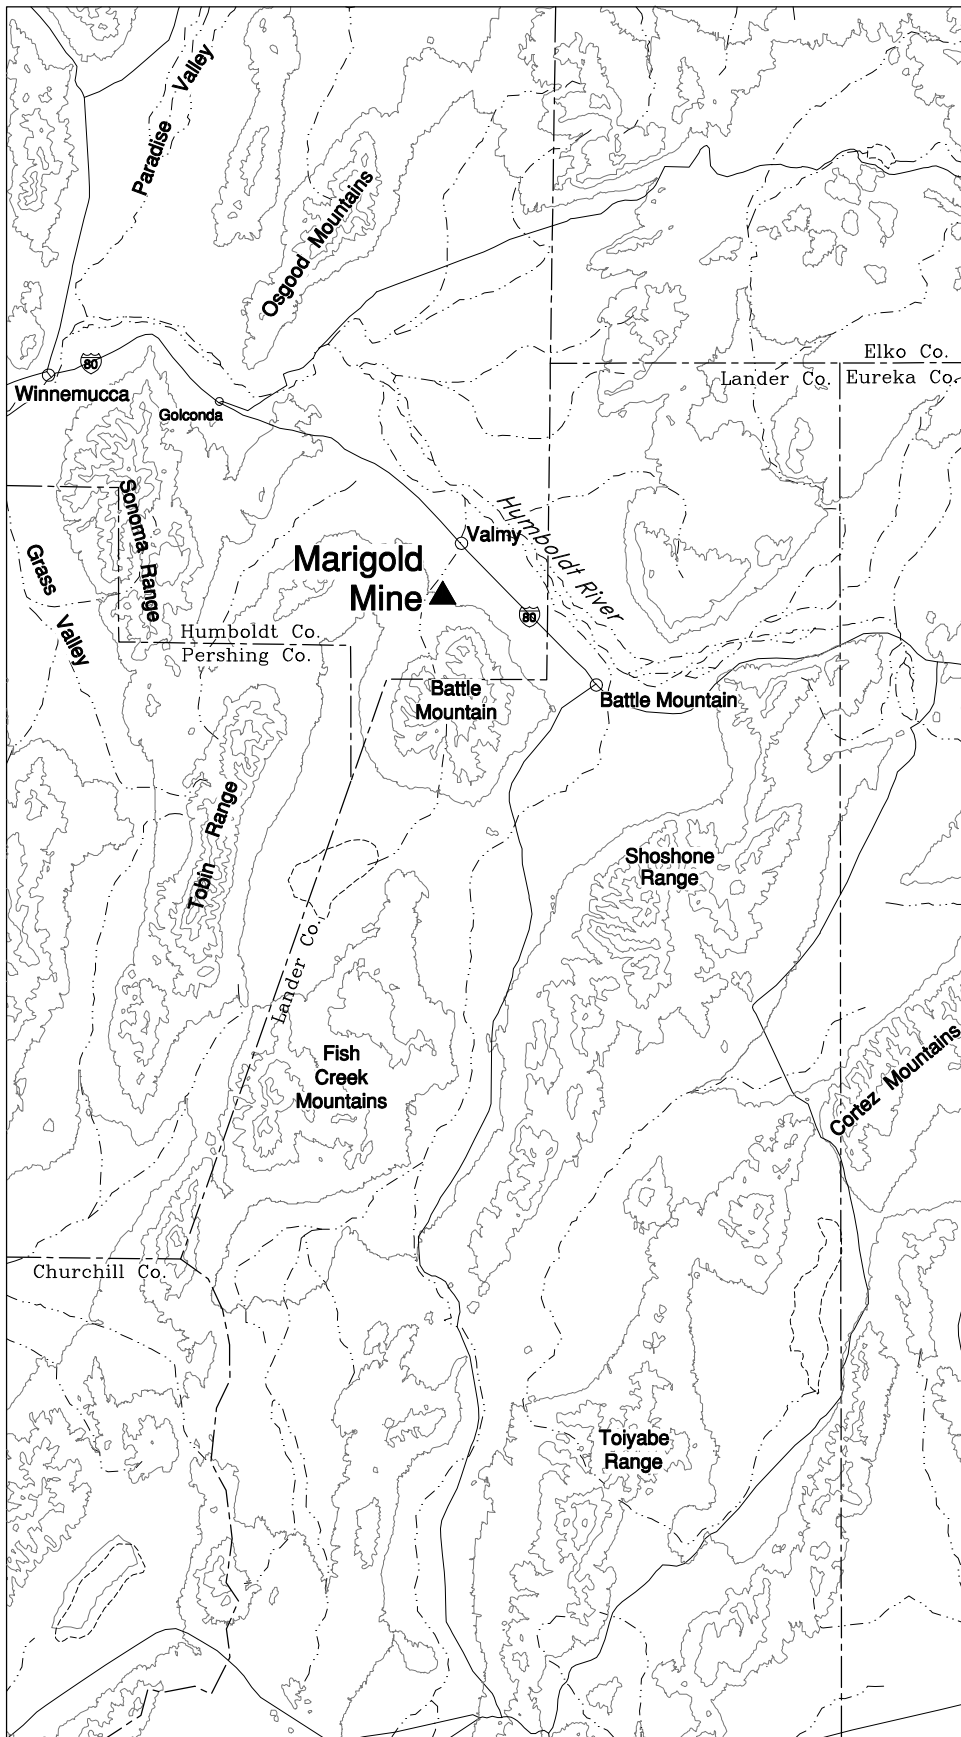 Paradise Valley
Osgood Mountains
Elko Co.
80
Lander Co.
Eureka Co.
Winnemucca
Golconda
Sonoma Range
Humboldt River
Valmy
Grass Valley
Marigold
Mine
80
Humboldt Co.
Pershing Co.
Battle
Mountain
Battle Mountain
Tobin Range
Shoshone
Range
Lander Co.
Fish
Creek
Mountains
Cortez Mountains
Churchill Co.
Toiyabe
Range